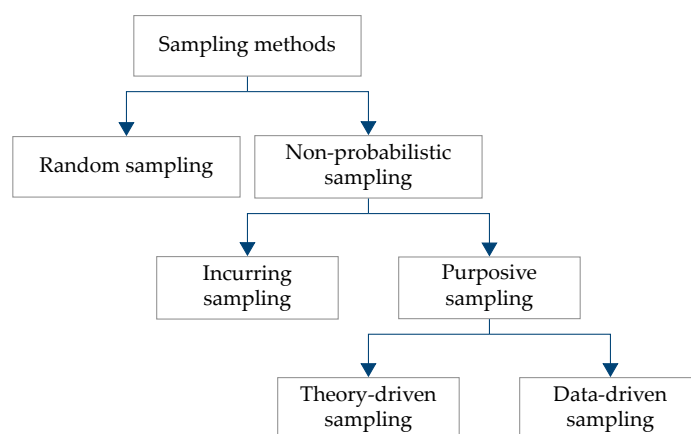 Sampling methods
Random sampling
Non-probabilistic
sampling
Incurring
sampling
Purposive
sampling
Theory-driven
sampling
Data-driven
sampling